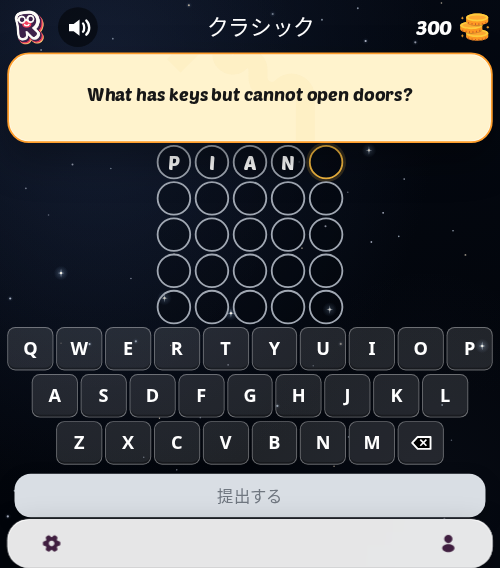 クラシック
300
What has keys but cannot open doors?
P I A N
Q W E R T Y U I O P
A S D F G H J K L
Z X C V B N M
提出する